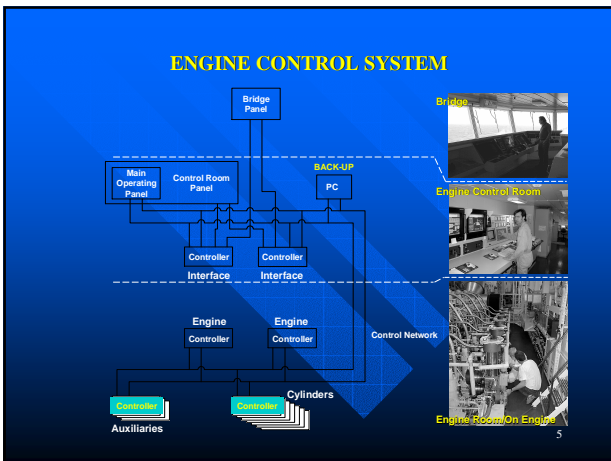 ENGINE CONTROL SYSTEM
Bridge
Panel
Bridge
Main
Operating
Panel
Control Room
Panel
BACK-UP
PC
Engine Control Room
Controller
Controller
Interface
Interface
Engine
Engine
Controller
Controller
Control Network
Controller
Controller
Cylinders
Auxiliaries
Engine Room/On Engine
5